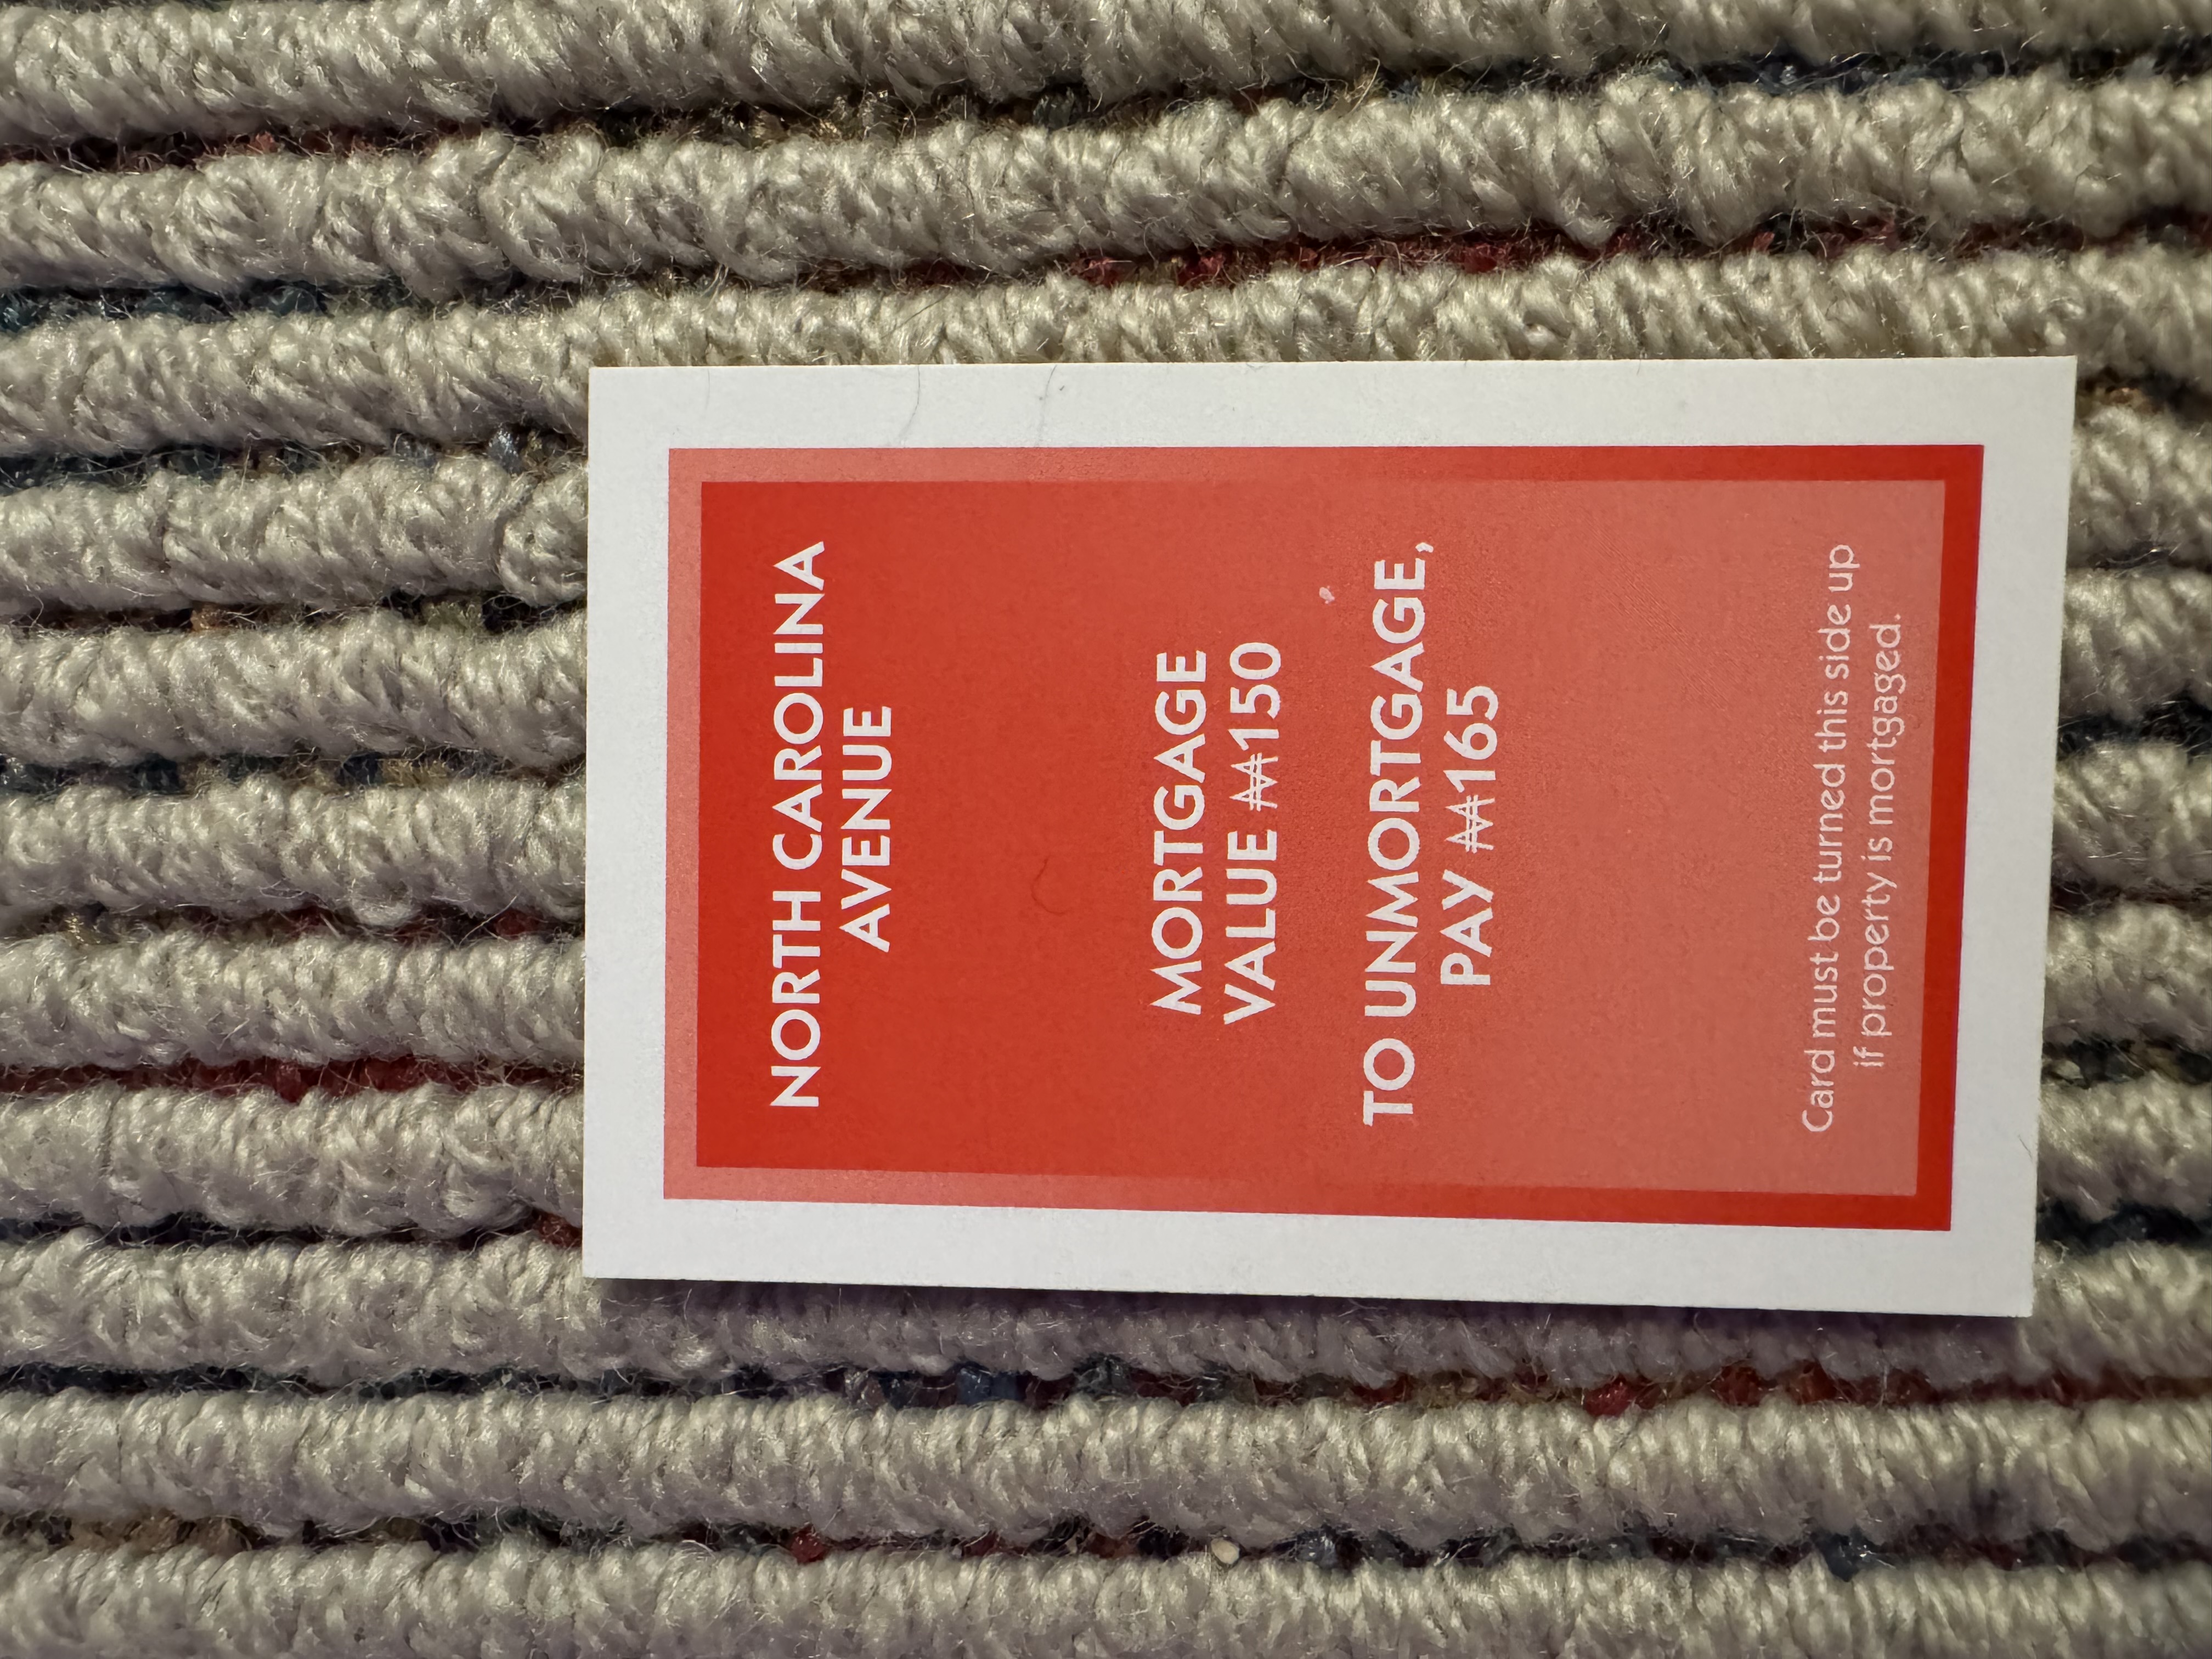 NORTH CAROLINA
AVENUE
MORTGAGE
VALUE ₩150
TO UNMORTGAGE,
PAY ₩165
Card must be turned this side up
if property is mortgaged.